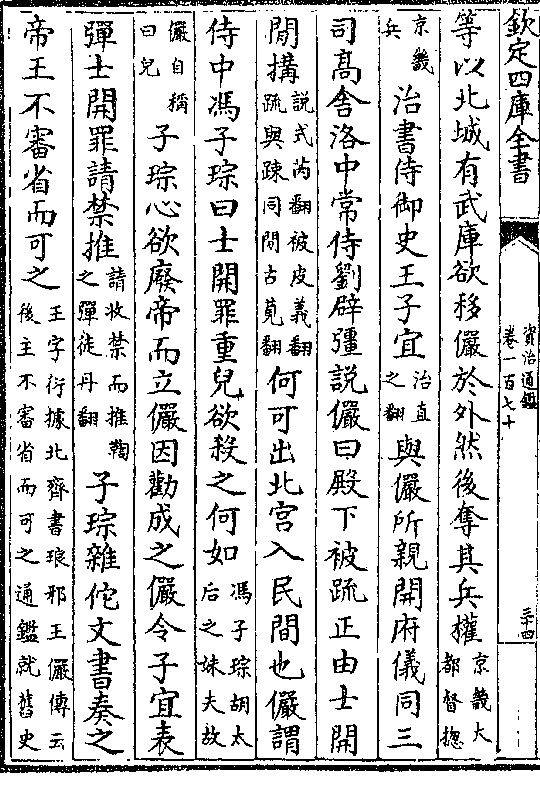 欽定四庫全書
資治通鑑
卷一百七十
三十四
等以北城有武庫欲移儼於外然後奪其兵權京畿大都督揔
京畿兵治書侍御史王子宜治直之翻與儼所親開府儀同三
司高舍洛中常侍劉辟彊説儼曰殿下被疏正由士開
閒搆説式芮翻被皮義翻疏與疎同閒古莧翻何可出北宮入民間也儼謂
侍中馮子琮曰士開罪重兒欲殺之何如馮子琮胡太后之妹夫故
儼自稱曰兒子琮心欲廢帝而立儼因勸成之儼令子宜表
彈士開罪請禁推請收禁而推鞫之彈徒丹翻子琮雜佗文書奏之
帝王不審省而可之王字衍據北齊書琅邪王儼傳云後主不審省而可之通鑑就舊史